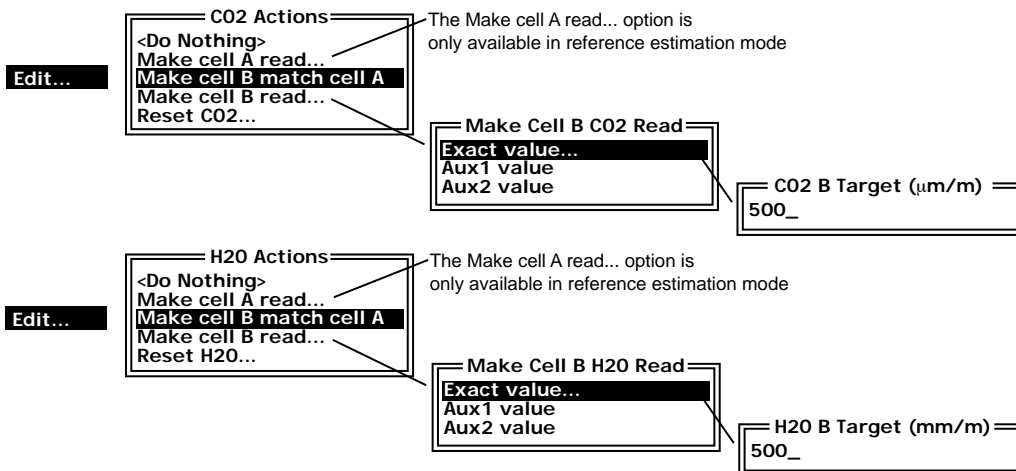 CO2 Actions
<Do Nothing>
Make cell A read...
Make cell B match cell A
Make cell B read...
Reset CO2...
Edit...
The Make cell A read... option is
only available in reference estimation mode
Make Cell B CO2 Read
Exact value...
Aux1 value
Aux2 value
CO2 B Target (μm/m)
500_
H2O Actions
<Do Nothing>
Make cell A read...
Make cell B match cell A
Make cell B read...
Reset H2O...
Edit...
The Make cell A read... option is
only available in reference estimation mode
Make Cell B H2O Read
Exact value...
Aux1 value
Aux2 value
H2O B Target (mm/m)
500_